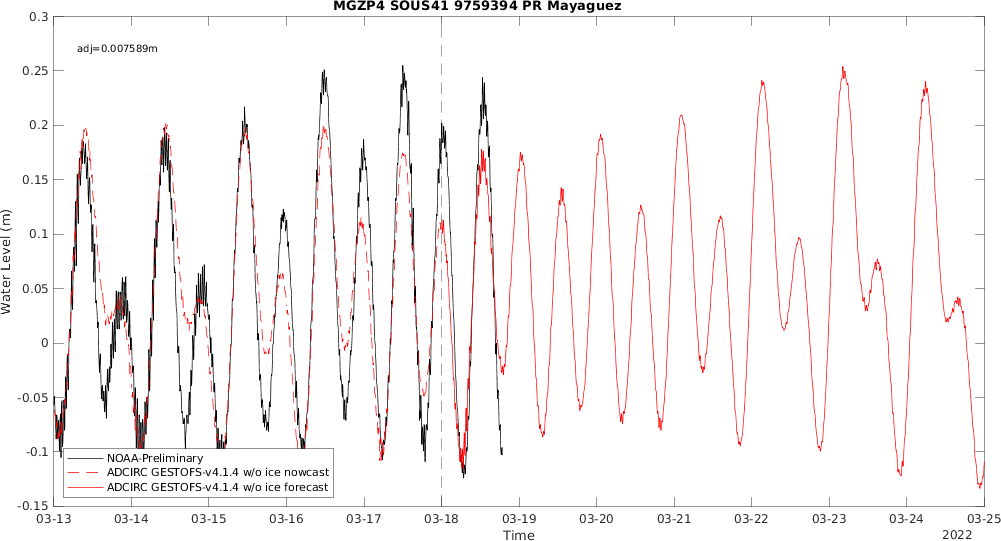 MGZP4 SOUS41 9759394 PR Mayaguez
adj=0.007589m
0.3
0.25
0.2
0.15
0.1
0.05
0
-0.05
-0.1
-0.15
Water Level (m)
NOAA-Preliminary
ADCIRC GESTOFS-v4.1.4 w/o ice nowcast
ADCIRC GESTOFS-v4.1.4 w/o ice forecast
03-13 03-14 03-15 03-16 03-17 03-18 03-19 03-20 03-21 03-22 03-23 03-24 03-25
Time
2022